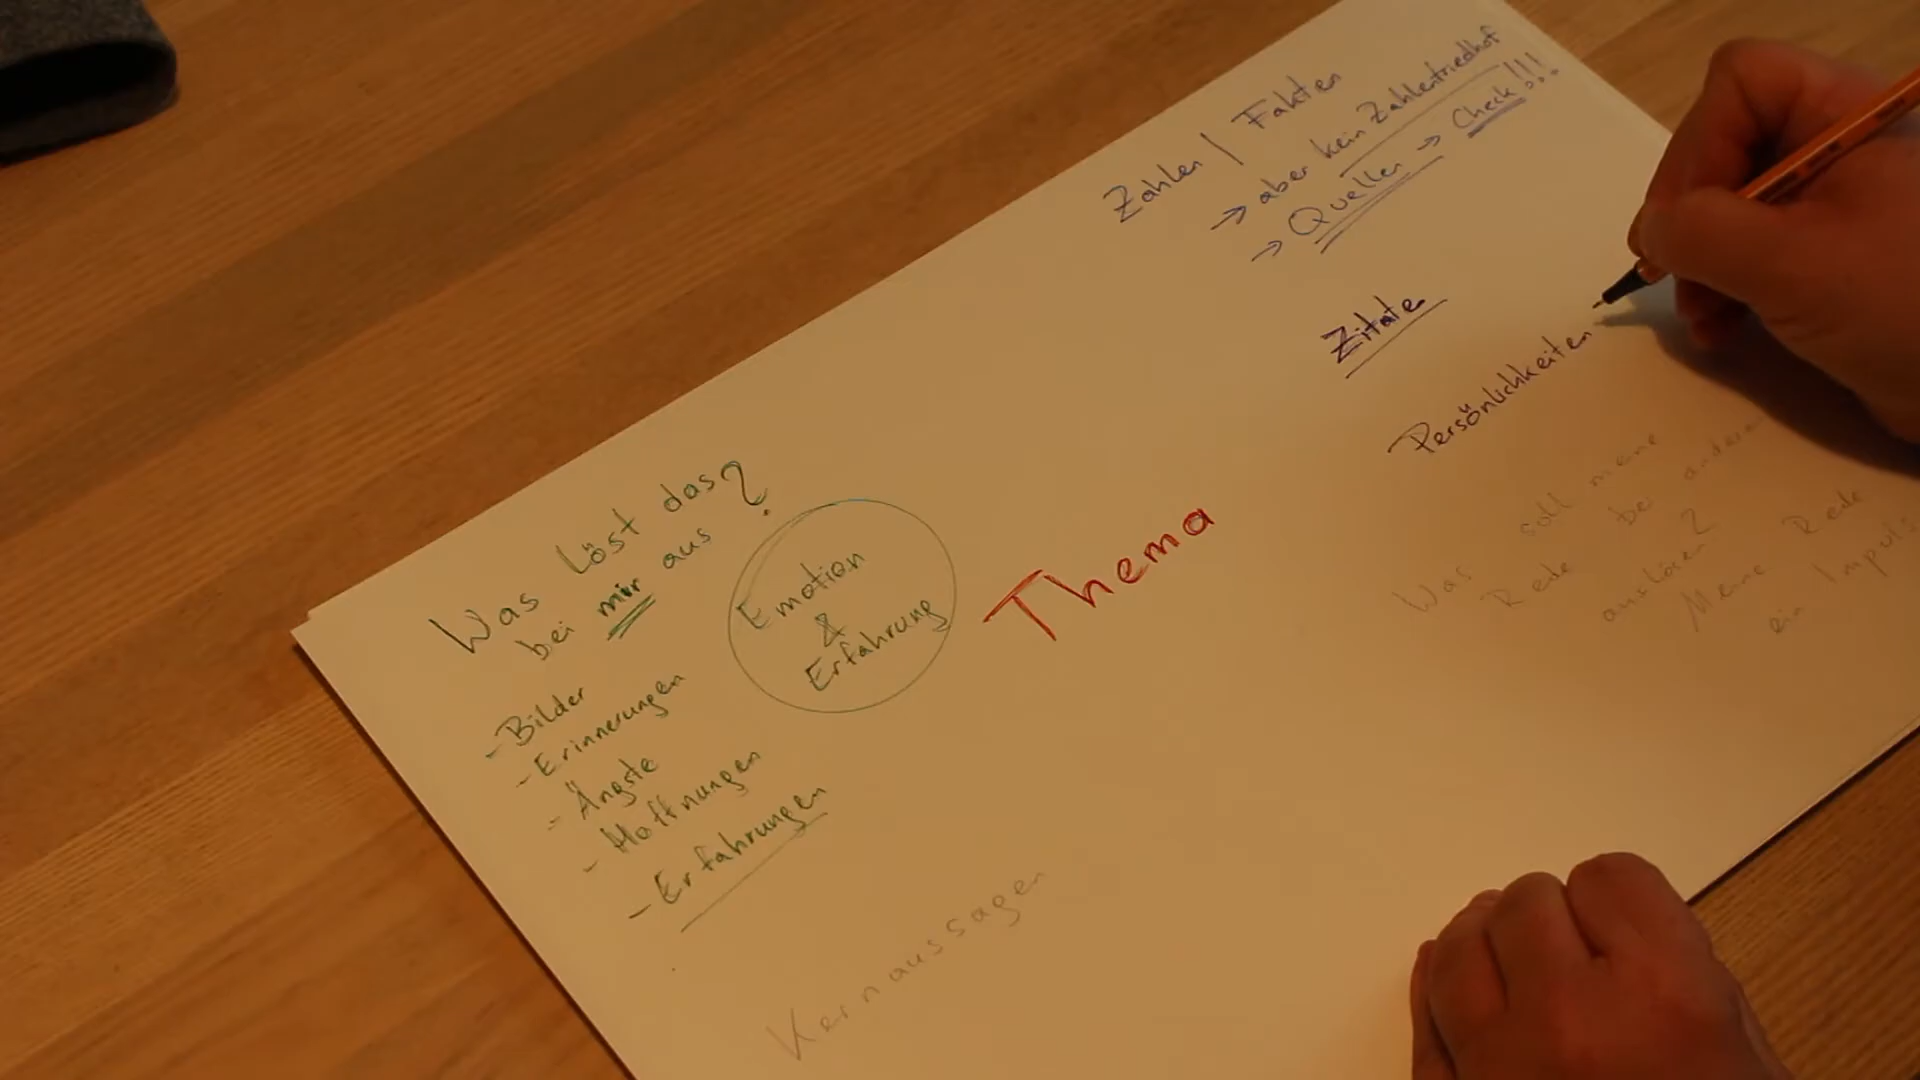 Zahlen / Fakten
→ aber kein Zahlenfriedhof
→ Quellen → Check!!!
Zitate
Persönlichkeiten
Was soll meine
Rede bei anderen
auslösen?
Meine Rede
ein Impuls
Thema
Was löst das
bei mir aus?
Emotion
&
Erfahrung
- Bilder
- Erinnerungen
- Ängste
- Hoffnungen
- Erfahrungen
Kernaussagen